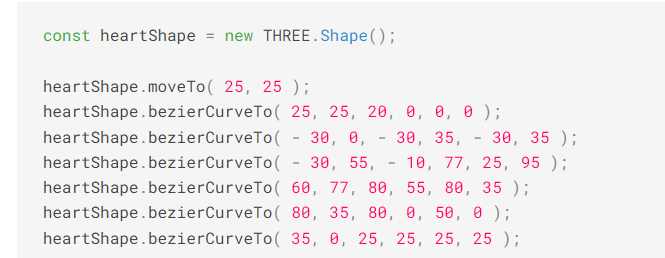 const heartShape = new THREE.Shape();
heartShape.moveTo( 25, 25 );
heartShape.bezierCurveTo( 25, 25, 20, 0, 0, 0 );
heartShape.bezierCurveTo( - 30, 0, - 30, 35, - 30, 35 );
heartShape.bezierCurveTo( - 30, 55, - 10, 77, 25, 95 );
heartShape.bezierCurveTo( 60, 77, 80, 55, 80, 35 );
heartShape.bezierCurveTo( 80, 35, 80, 0, 50, 0 );
heartShape.bezierCurveTo( 35, 0, 25, 25, 25, 25 );